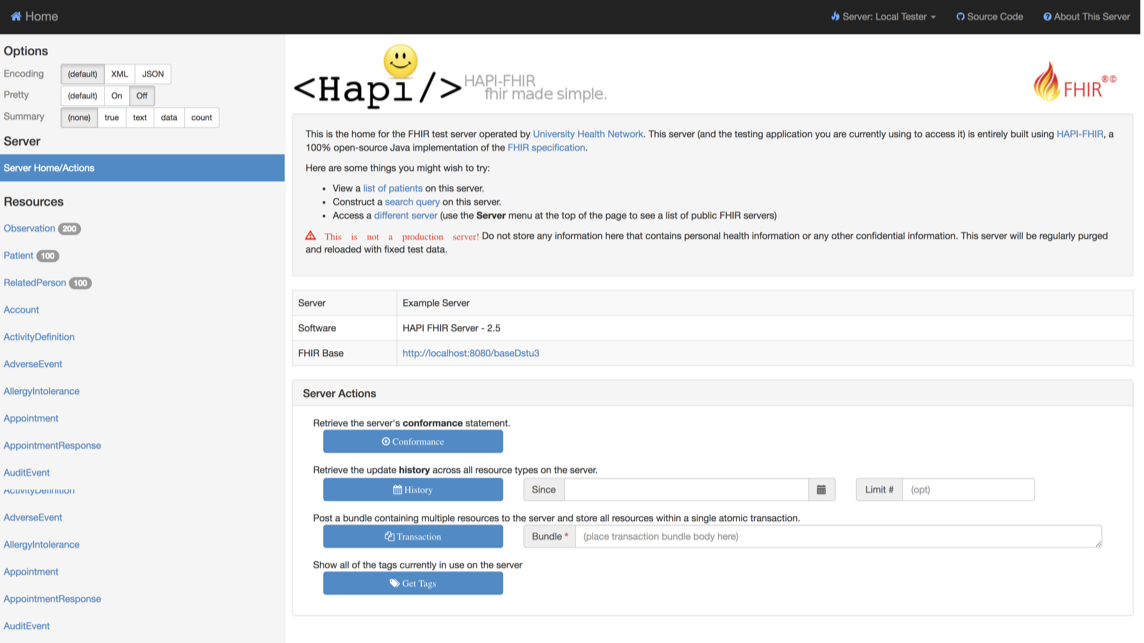 Home
Server: Local Tester
Source Code
About This Server
Options
Encoding (default) XML JSON
Pretty (default) On Off
Summary (none) true text data count
Server
Server Home/Actions
Resources
Observation 200
Patient 100
RelatedPerson 100
Account
ActivityDefinition
AdverseEvent
AllergyIntolerance
Appointment
AppointmentResponse
AuditEvent
ActivityDefinition
AdverseEvent
AllergyIntolerance
Appointment
AppointmentResponse
AuditEvent
<Hapi/>
HAPI-FHIR
fhir made simple.
FHIR®©
This is the home for the FHIR test server operated by University Health Network. This server (and the testing application you are currently using to access it) is entirely built using HAPI-FHIR, a
100% open-source Java implementation of the FHIR specification.
Here are some things you might wish to try:
• View a list of patients on this server.
• Construct a search query on this server.
• Access a different server (use the Server menu at the top of the page to see a list of public FHIR servers)
This is not a production server! Do not store any information here that contains personal health information or any other confidential information. This server will be regularly purged
and reloaded with fixed test data.
Server Example Server
Software HAPI FHIR Server - 2.5
FHIR Base http://localhost:8080/baseDstu3
Server Actions
Retrieve the server's conformance statement.
Conformance
Retrieve the update history across all resource types on the server.
History Since Limit # (opt)
Post a bundle containing multiple resources to the server and store all resources within a single atomic transaction.
Transaction Bundle * (place transaction bundle body here)
Show all of the tags currently in use on the server
Get Tags